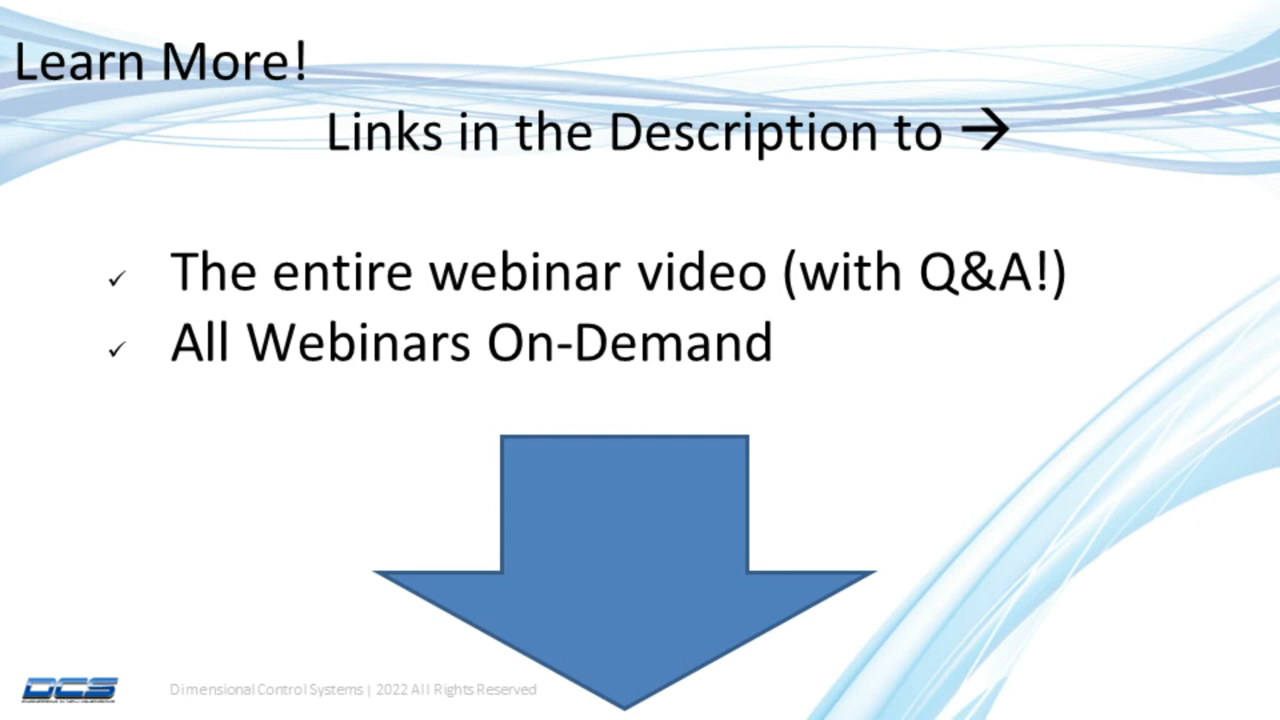 Learn More!
Links in the Description to →
✓ The entire webinar video (with Q&A!)
✓ All Webinars On-Demand
DCS
Dimensional Control Systems | 2022 All Rights Reserved